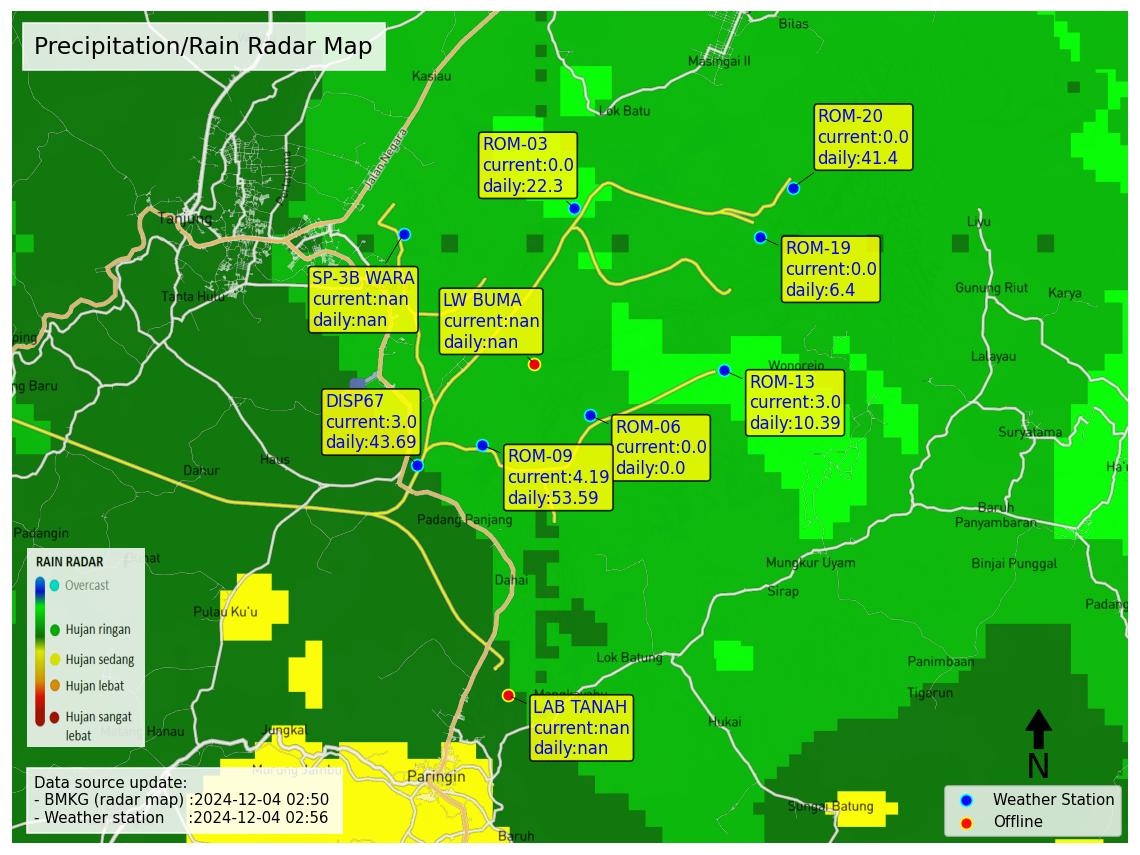 Precipitation/Rain Radar Map
Bilas
Masingai II
Kasiau
Lok Batu
Jalan Negara
ROM-20
current:0.0
daily:41.4
ROM-03
current:0.0
daily:22.3
Tanjung
Liyu
ROM-19
current:0.0
daily:6.4
SP-3B WARA
current:nan
daily:nan
LW BUMA
current:nan
daily:nan
Tanta Hulu
Gunung Riut
Karya
ping
Lalayau
Wonorejo
ng Baru
ROM-13
current:3.0
daily:10.39
DISP67
current:3.0
daily:43.69
ROM-06
current:0.0
daily:0.0
Suryatama
ROM-09
current:4.19
daily:53.59
Haus
Dahur
Ha'u
Baruh
Panyambaran
Padang Panjang
Padangin
Mungkur Uyam
Binjai Punggal
RAIN RADAR
Overcast
Hujan ringan
Hujan sedang
Hujan lebat
Hujan sangat
lebat
Dahai
Sirap
Pulau Ku'u
Padang
Lok Batung
Panimbaan
Tigarun
LAB TANAH
current:nan
daily:nan
Hukai
Jungkal
Murung Jambu
Paringin
N
Data source update:
- BMKG (radar map) :2024-12-04 02:50
- Weather station :2024-12-04 02:56
Sungai Batung
Baruh
Weather Station
Offline